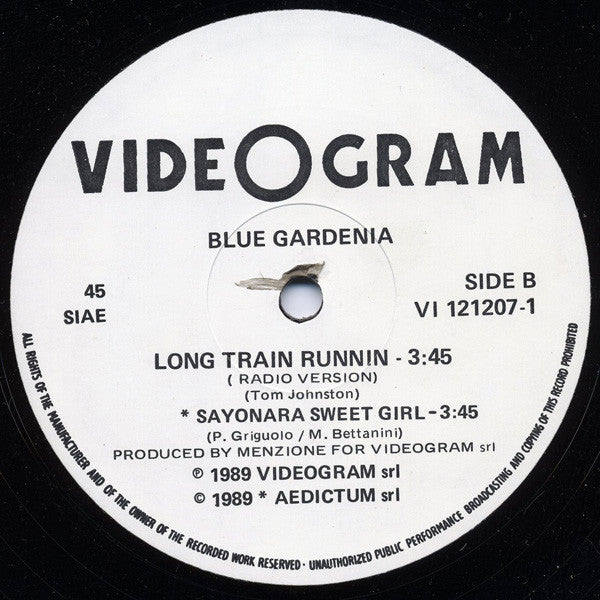 VIDEOGRAM
BLUE GARDENIA
45
SIAE
SIDE B
VI 121207-1
LONG TRAIN RUNNIN - 3:45
( RADIO VERSION)
(Tom Johnston)
* SAYONARA SWEET GIRL-3:45
(P. Griguolo / M. Bettanini)
PRODUCED BY MENZIONE FOR VIDEOGRAM srl
℗ 1989 VIDEOGRAM srl
© 1989 * AEDICTUM srl
ALL RIGHTS OF THE MANUFACTURER AND OF THE OWNER OF THE RECORDED WORK RESERVED · UNAUTHORIZED PUBLIC PERFORMANCE BROADCASTING AND COPYING OF THIS RECORD PROHIBITED